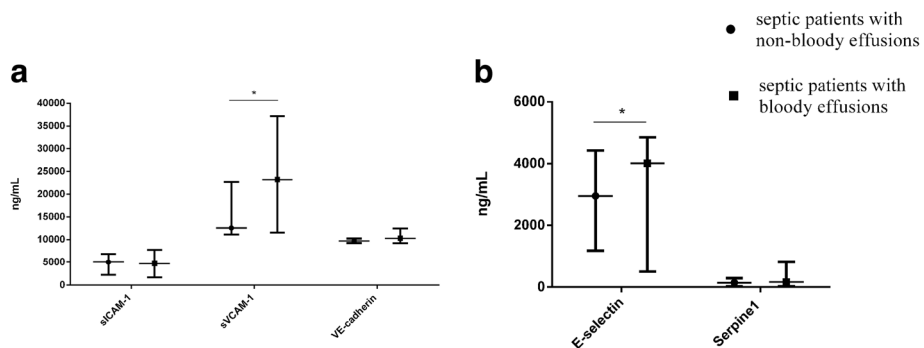 septic patients with
non-bloody effusions
septic patients with
bloody effusions
a
*
40000
35000
30000
25000
20000
15000
10000
5000
0
ng/mL
sICAM-1
sVCAM-1
VE-cadherin
b
*
6000
4000
2000
0
ng/mL
E-selectin
Serpine1